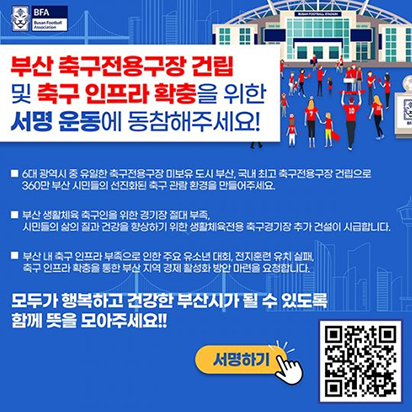 BFA
Busan Football
Association
BUSAN FOOTBALL STADIUM
부산 축구전용구장 건립
및 축구 인프라 확충을 위한
서명 운동에 동참해주세요!
■ 6대 광역시 중 유일한 축구전용구장 미보유 도시 부산, 국내 최고 축구전용구장 건립으로
360만 부산 시민들의 선진화된 축구 관람 환경을 만들어주세요.
■ 부산 생활체육 축구인을 위한 경기장 절대 부족,
시민들의 삶의 질과 건강을 향상하기 위한 생활체육전용 축구경기장 추가 건설이 시급합니다.
■ 부산 내 축구 인프라 부족으로 인한 주요 유소년 대회, 전지훈련 유치 실패,
축구 인프라 확충을 통한 부산 지역 경제 활성화 방안 마련을 요청합니다.
모두가 행복하고 건강한 부산시가 될 수 있도록
함께 뜻을 모아주세요!!
서명하기